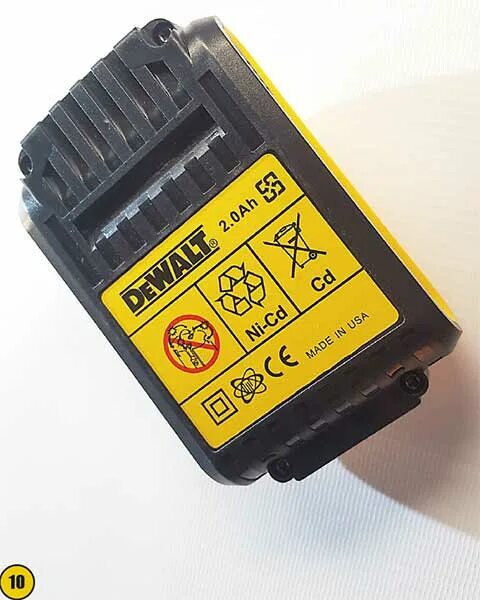 DEWALT® 2.0Ah
Ni-Cd
Cd
CE MADE IN USA
10